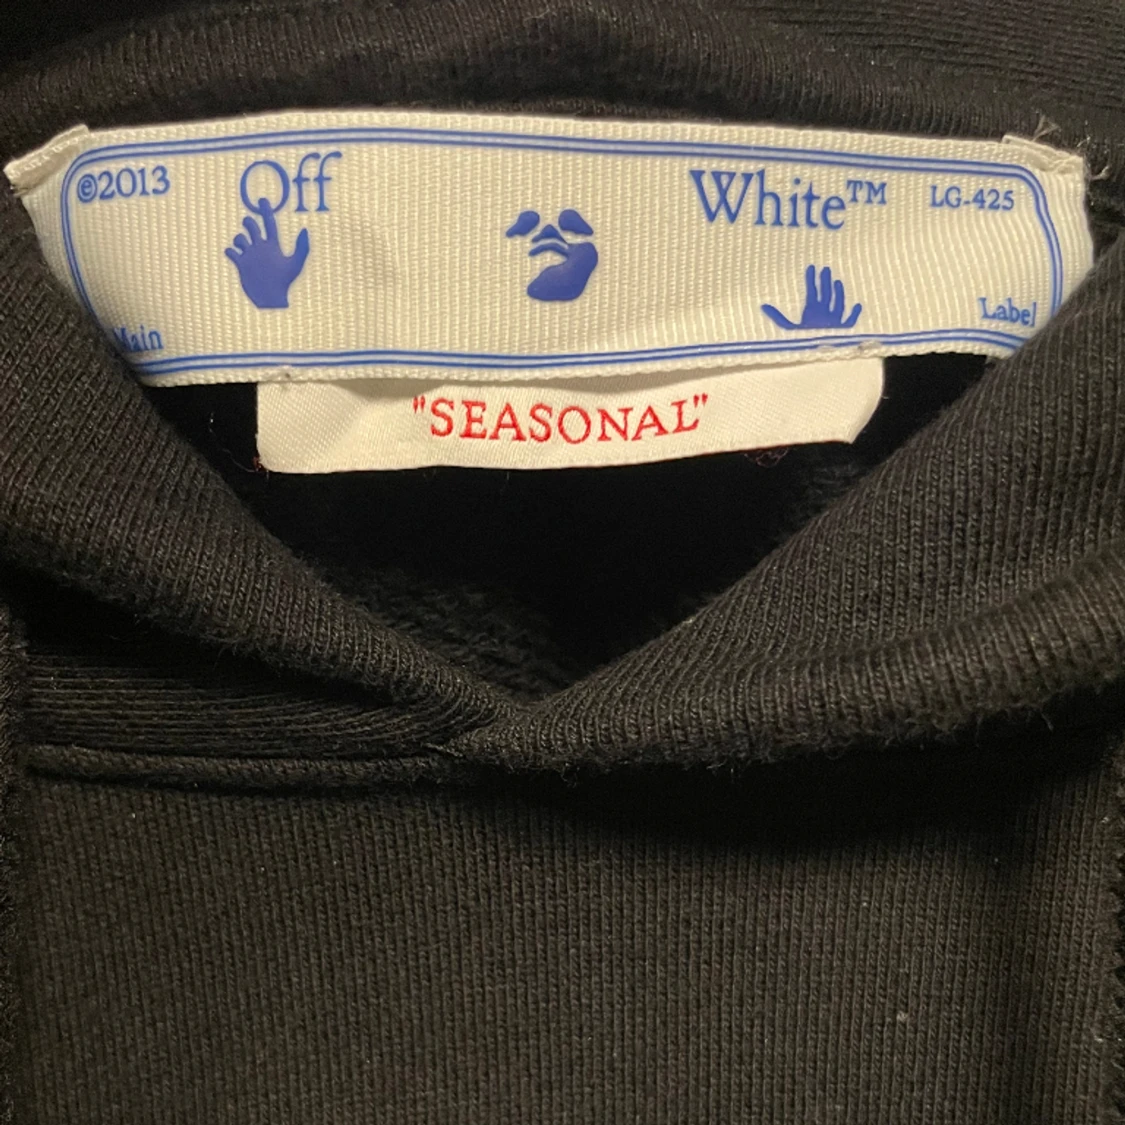 ©2013 Off White™ LG-425
Main Label
"SEASONAL"